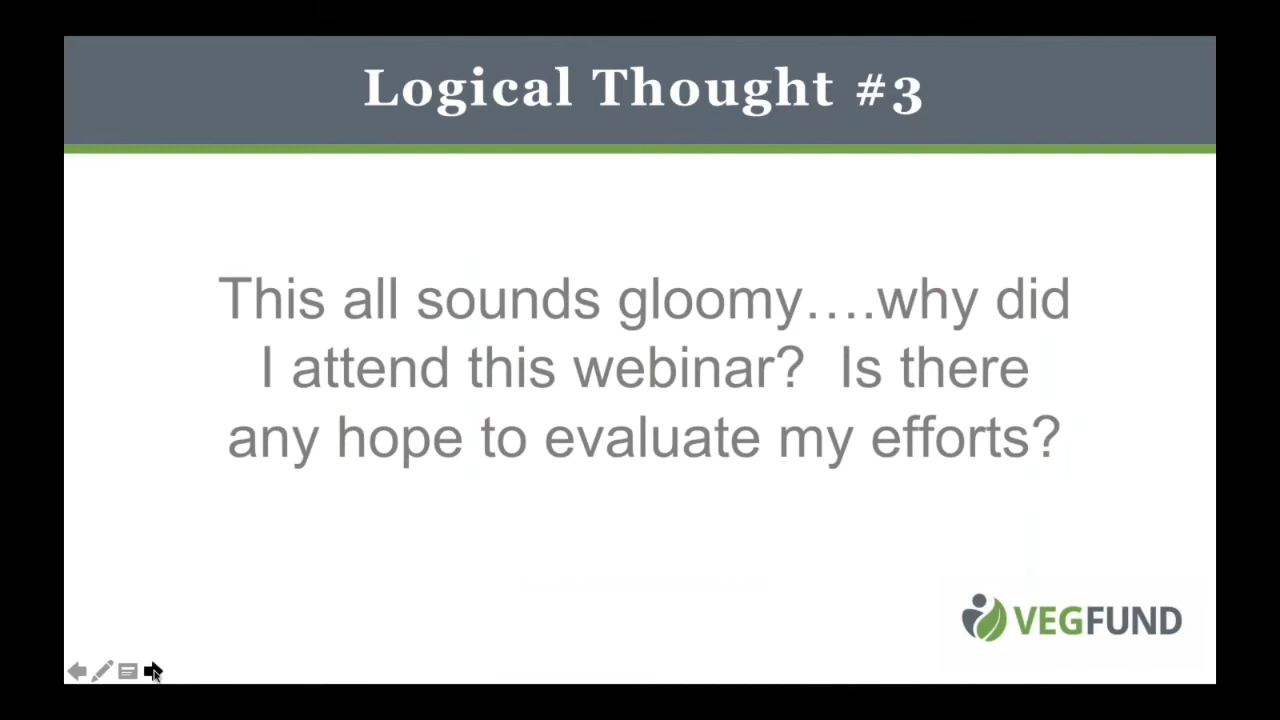 Logical Thought #3
This all sounds gloomy….why did
I attend this webinar?  Is there
any hope to evaluate my efforts?
VEGFUND